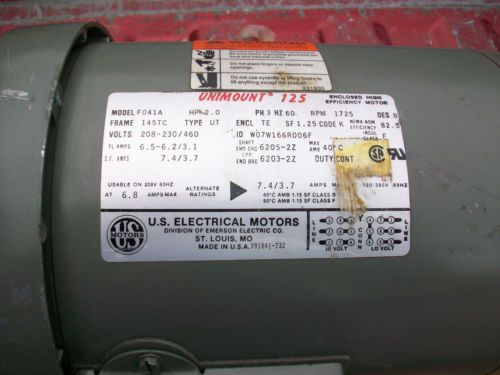 Do not place fingers or objects near openings.
Do not use eyebolts or lifting holes to lift anything except the product.
931900
UNIMOUNT® 125
ENCLOSED HIGH EFFICIENCY MOTOR
MODEL F041A HP 2.0 PH 3 HZ 60 RPM 1725 DES B
FRAME 145TC TYPE UT ENCL TE SF 1.25 CODE K NEMA NOM EFFICIENCY 82.5
VOLTS 208-230/460 ID W07W166R006F INSUL CLASS F
FL AMPS 6.5-6.2/3.1 SHAFT END BRG 6205-2Z MAX AMB 40°C
S.F. AMPS 7.4/3.7 OPP END BRG 6203-2Z DUTY CONT
USABLE ON 208V 60HZ AT 6.8 AMPS MAX
ALTERNATE RATINGS
7.4/3.7 AMPS MAX 190/380V 50HZ
40°C AMB 1.15 SF CLASS B
50°C AMB 1.15 SF CLASS F
US MOTORS
U.S. ELECTRICAL MOTORS
DIVISION OF EMERSON ELECTRIC CO.
ST. LOUIS, MO
MADE IN U.S.A. 391841-732
LINE Y CONN LINE
HI VOLT LO VOLT